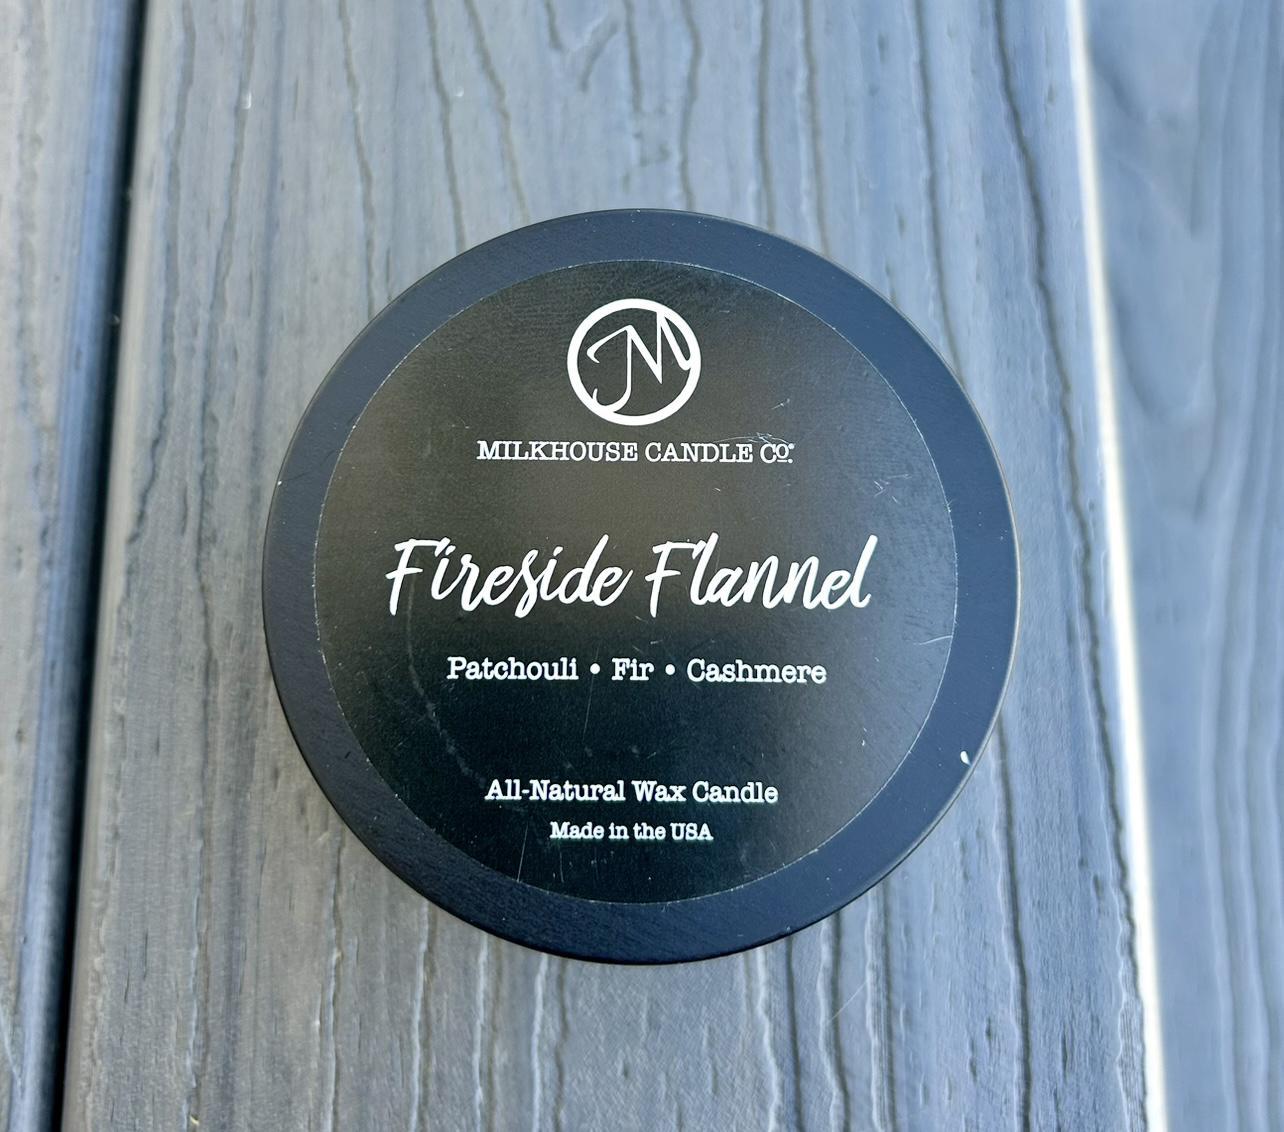 M
MILKHOUSE CANDLE Co.
Fireside Flannel
Patchouli • Fir • Cashmere
All-Natural Wax Candle
Made in the USA